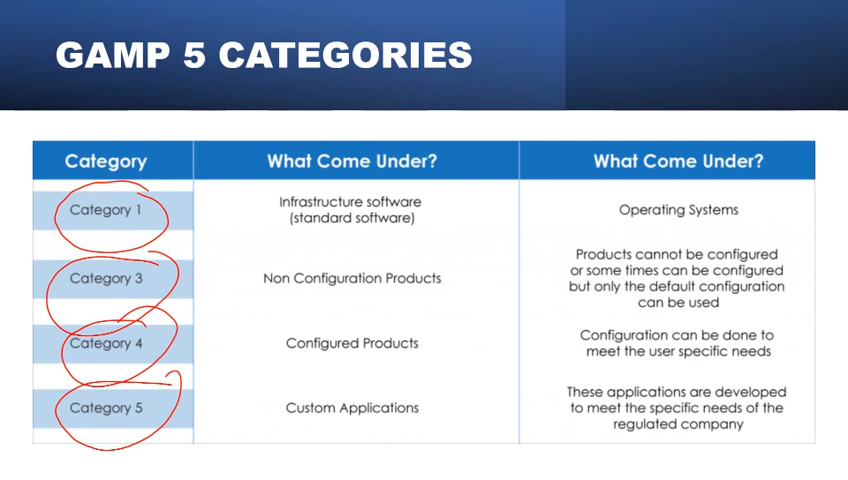 GAMP 5 CATEGORIES
Category
What Come Under?
What Come Under?
Category 1
Infrastructure software
(standard software)
Operating Systems
Category 3
Non Configuration Products
Products cannot be configured
or some times can be configured
but only the default configuration
can be used
Category 4
Configured Products
Configuration can be done to
meet the user specific needs
Category 5
Custom Applications
These applications are developed
to meet the specific needs of the
regulated company